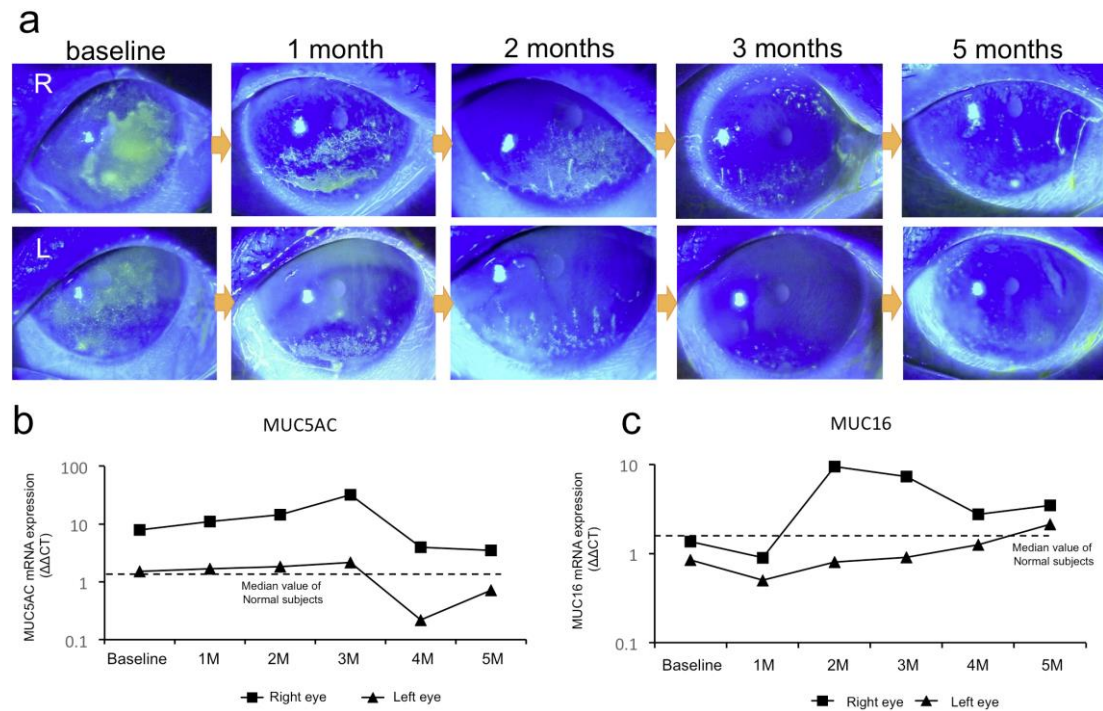 a
baseline 1 month 2 months 3 months 5 months
R
L
b
MUC5AC
MUC5AC mRNA expression
(ΔΔCT)
100
10
1
0.1
Median value of
Normal subjects
Baseline 1M 2M 3M 4M 5M
Right eye Left eye
c
MUC16
MUC16 mRNA expression
(ΔΔCT)
10
1
0.1
Median value of
Normal subjects
Baseline 1M 2M 3M 4M 5M
Right eye Left eye